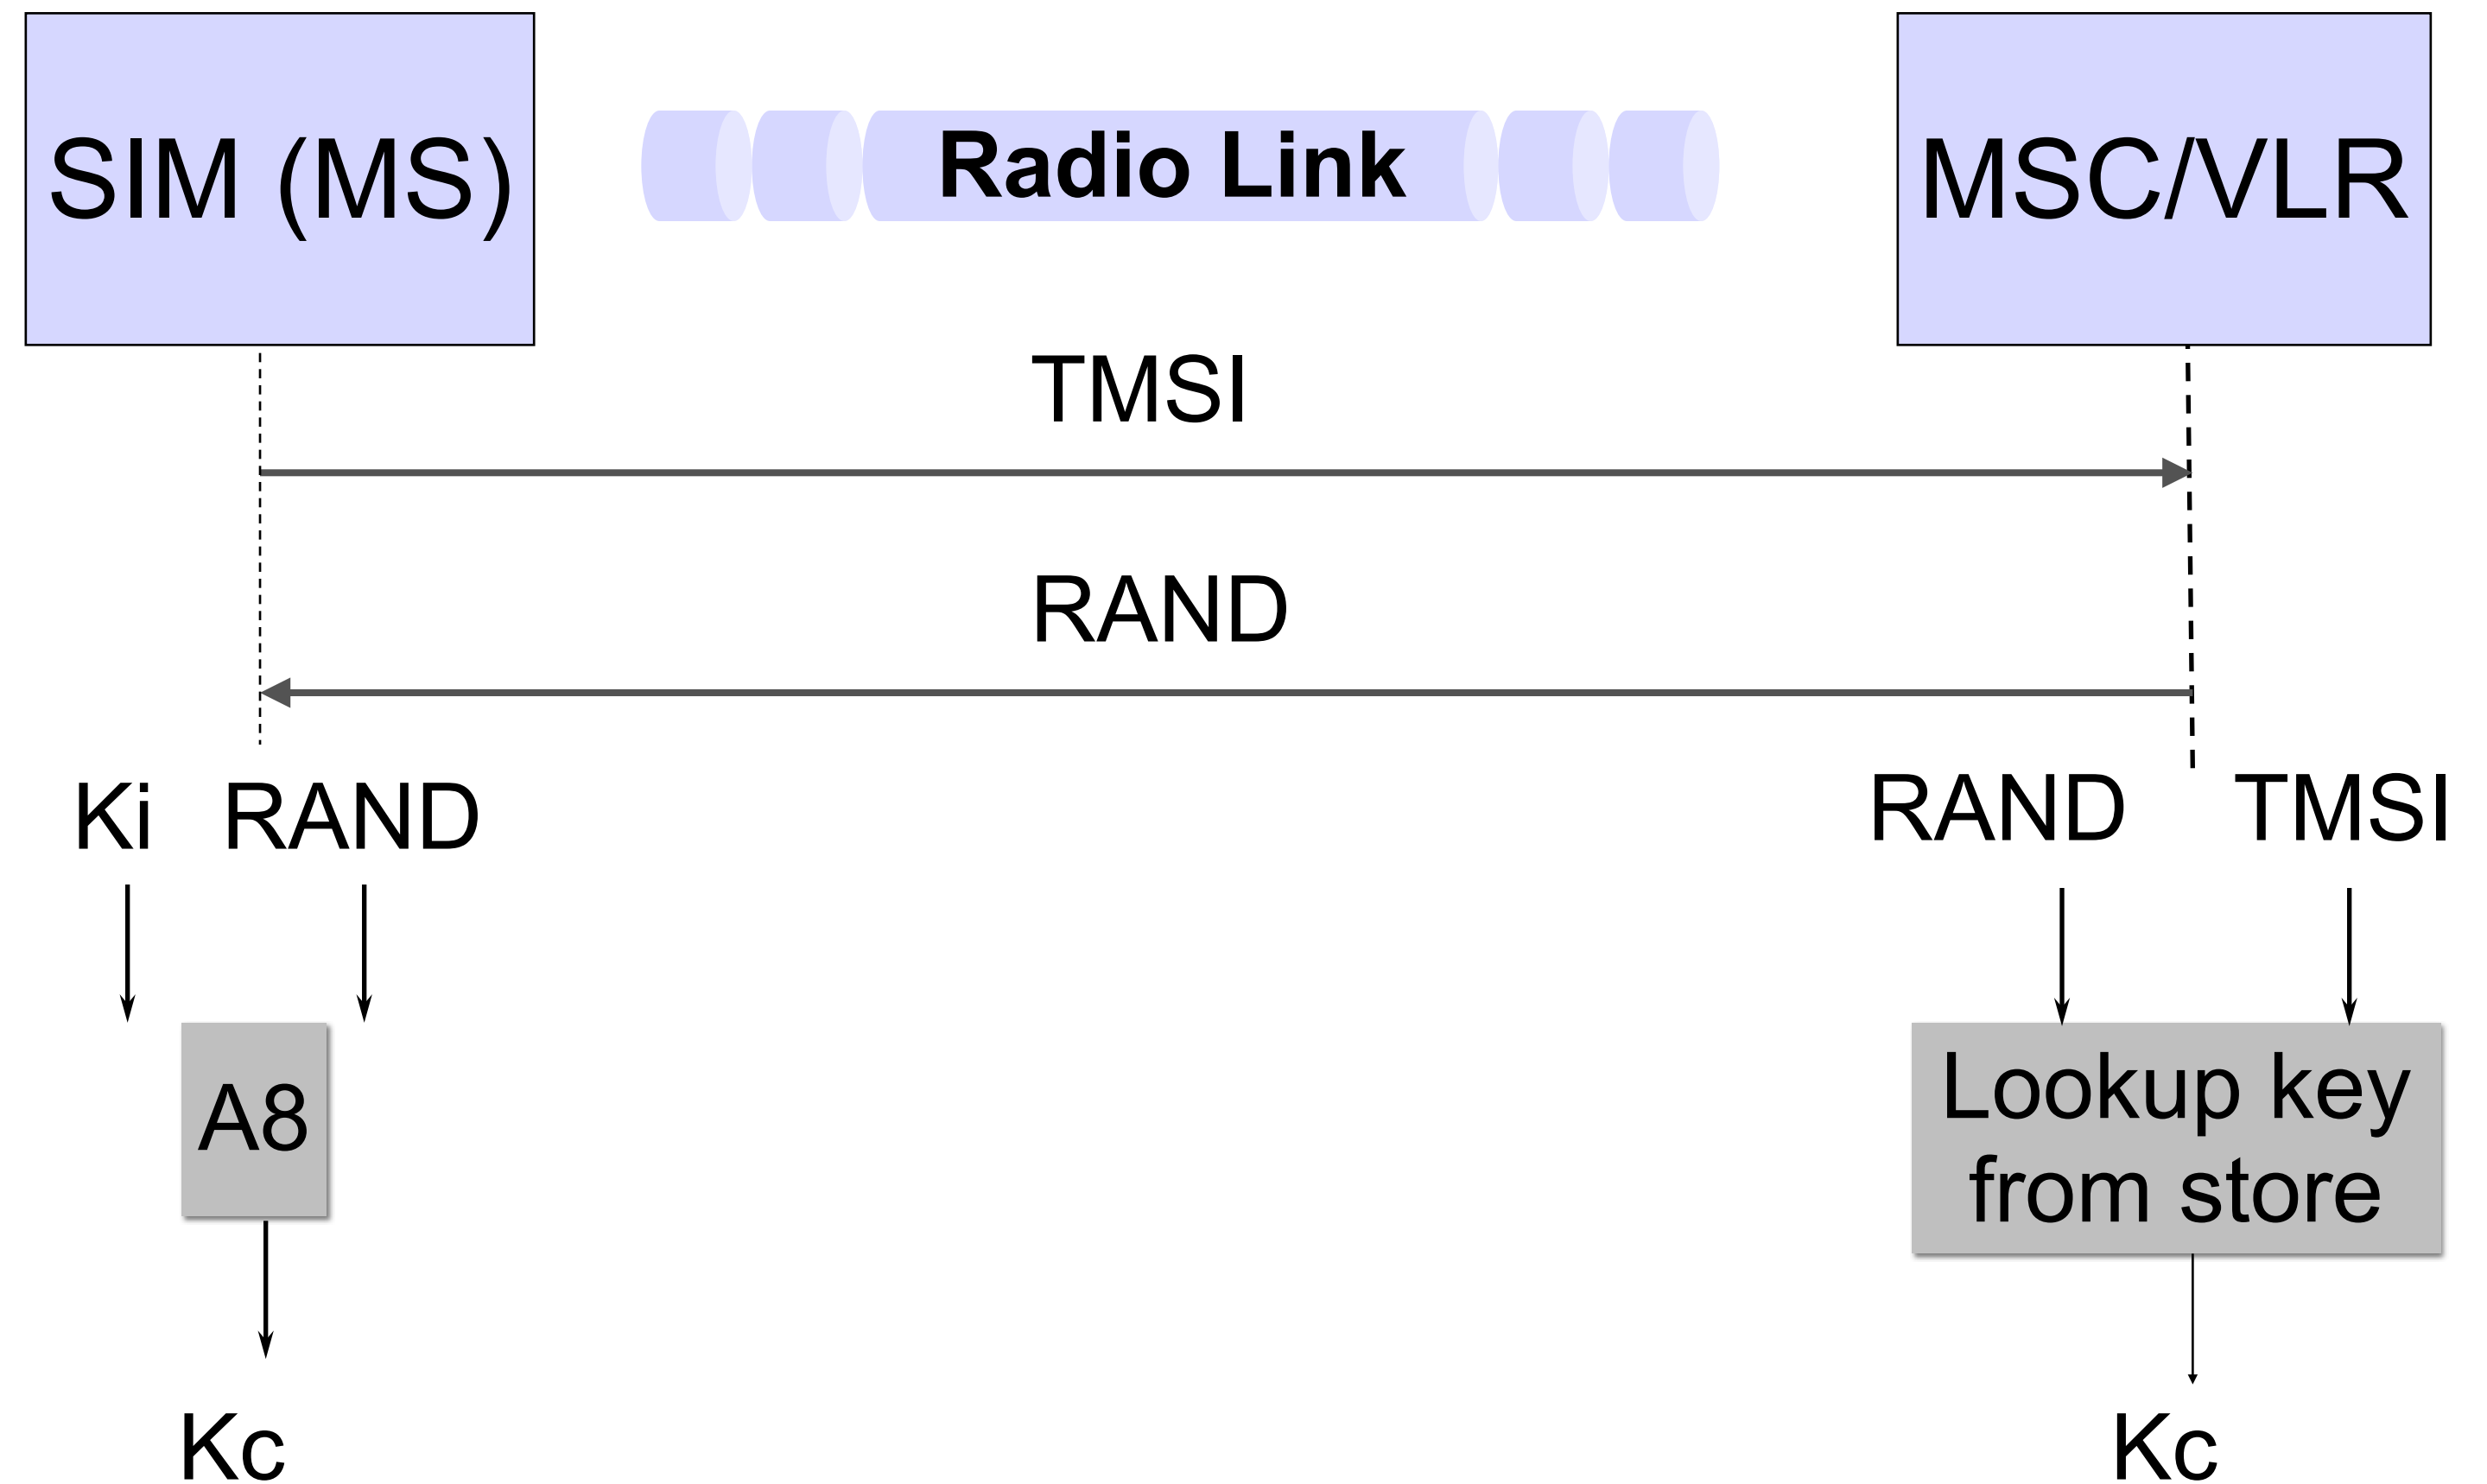 SIM (MS)
Radio Link
MSC/VLR
TMSI
RAND
Ki
RAND
RAND
TMSI
A8
Lookup key
from store
Kc
Kc